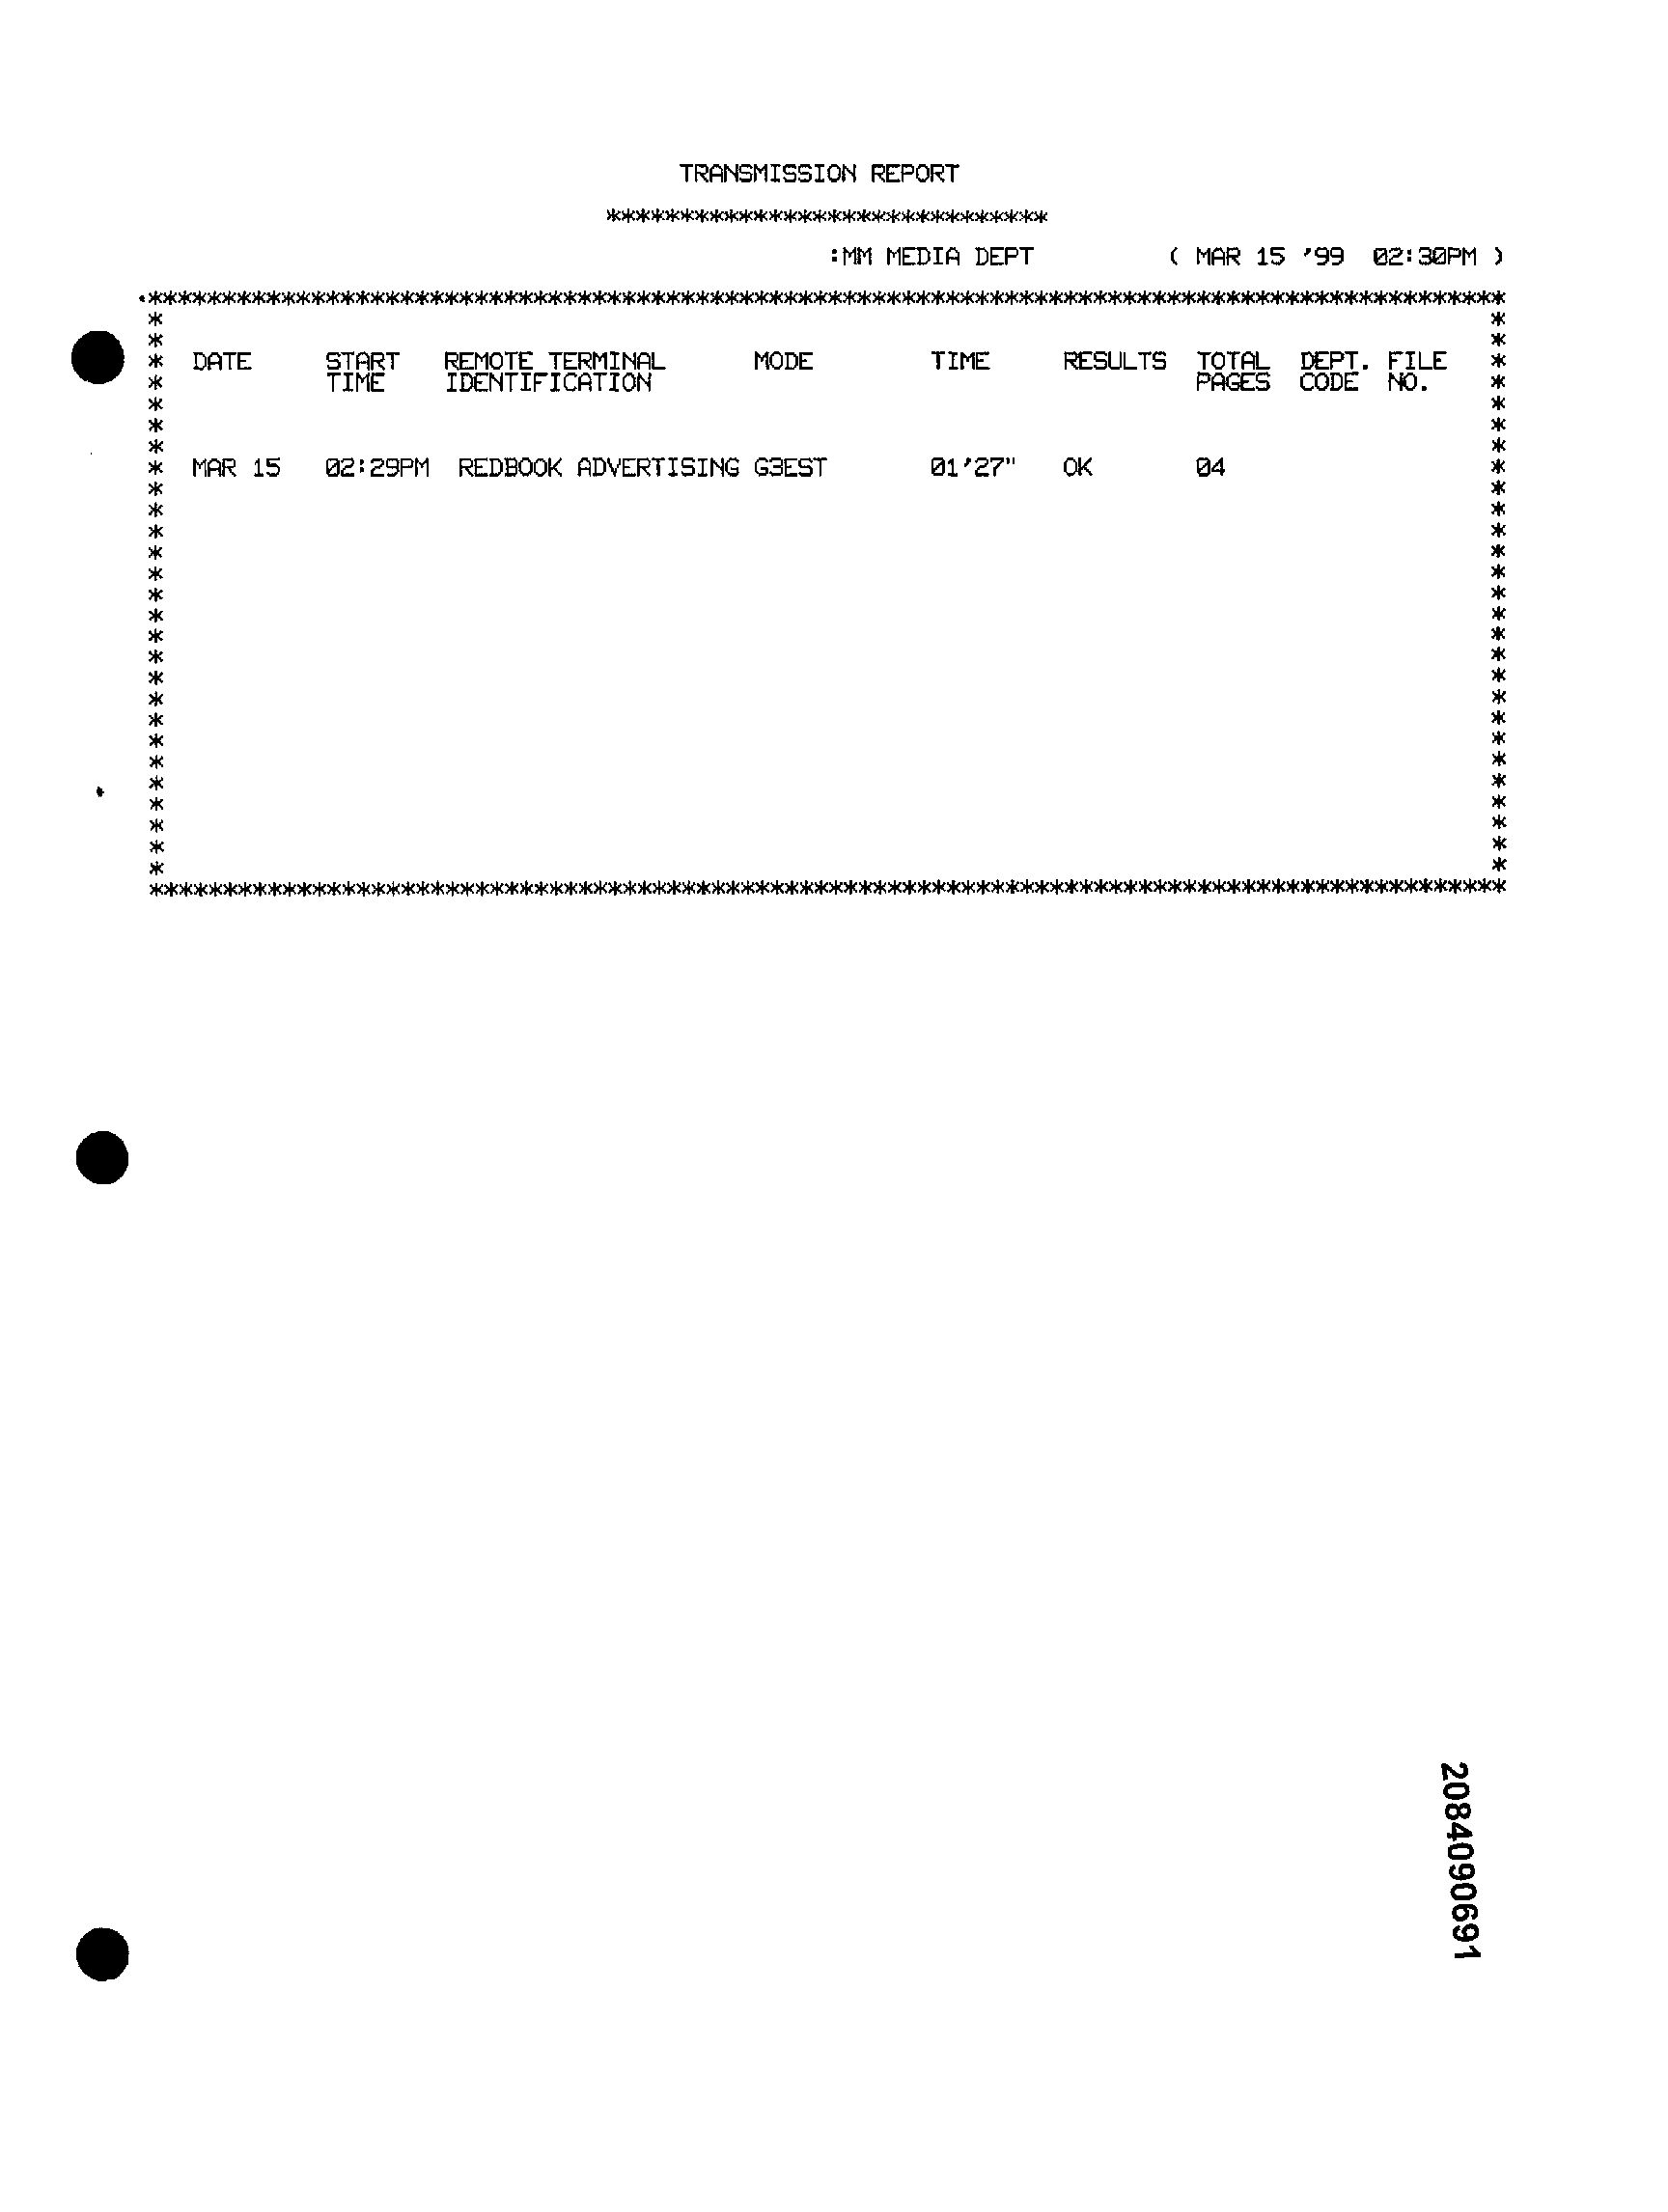 TRANSMISSION REPORT
******************************
:MM MEDIA DEPT ( MAR 15 '99 02:30PM )
DATE START TIME REMOTE TERMINAL IDENTIFICATION MODE TIME RESULTS TOTAL PAGES DEPT. CODE FILE NO.
MAR 15 02:29PM REDBOOK ADVERTISING G3EST 01'27" OK 04
2084090691